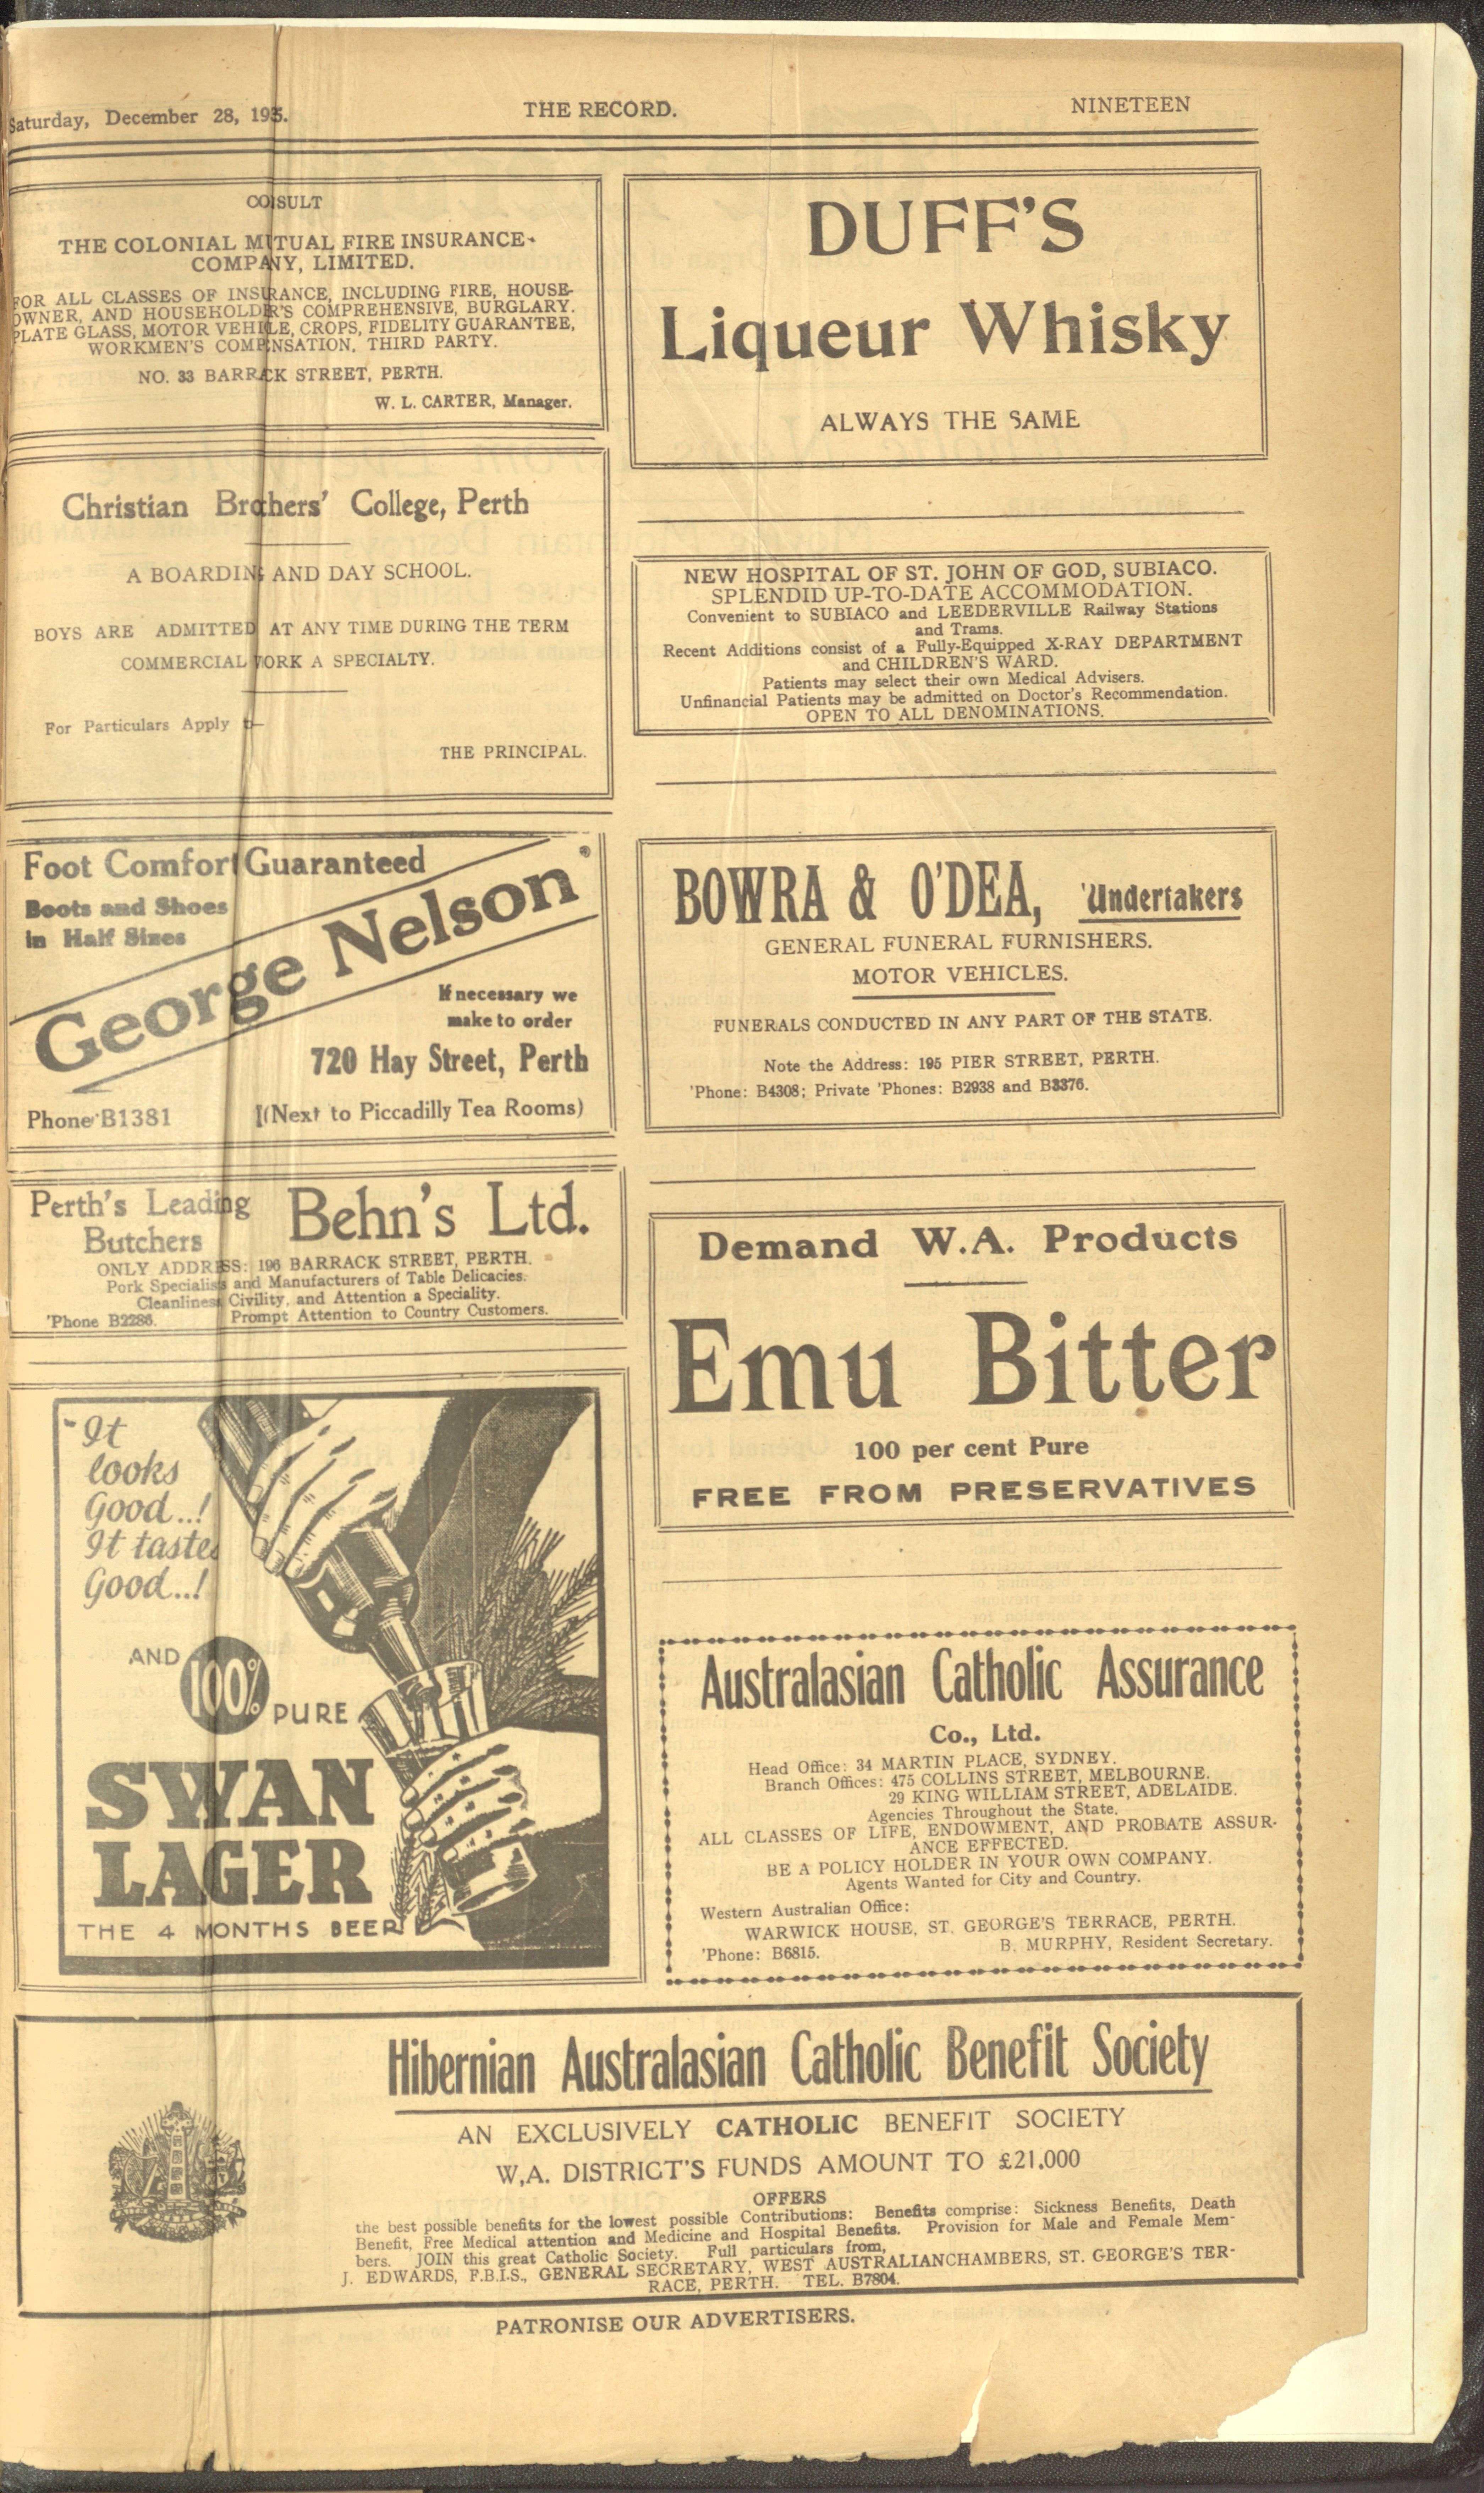 Saturday, December 28, 1935.
THE RECORD.
NINETEEN
CONSULT
THE COLONIAL MUTUAL FIRE INSURANCE
COMPANY, LIMITED.
FOR ALL CLASSES OF INSURANCE, INCLUDING FIRE, HOUSE-
OWNER, AND HOUSEHOLDER'S COMPREHENSIVE, BURGLARY.
PLATE GLASS, MOTOR VEHICLE, CROPS, FIDELITY GUARANTEE,
WORKMEN'S COMPENSATION, THIRD PARTY.
NO. 33 BARRACK STREET, PERTH.
W. L. CARTER, Manager.
Christian Brothers' College, Perth
A BOARDING AND DAY SCHOOL.
BOYS ARE ADMITTED AT ANY TIME DURING THE TERM
COMMERCIAL WORK A SPECIALTY.
For Particulars Apply to—
THE PRINCIPAL.
Foot Comfort Guaranteed
Boots and Shoes
in Half Sizes
George Nelson
If necessary we
make to order
720 Hay Street, Perth
Phone B1381
(Next to Piccadilly Tea Rooms)
Perth's Leading
Butchers
Behn's Ltd.
ONLY ADDRESS: 196 BARRACK STREET, PERTH.
Pork Specialists and Manufacturers of Table Delicacies.
Cleanliness Civility, and Attention a Speciality.
'Phone B2286. Prompt Attention to Country Customers.
"It
looks
Good..!
It tastes
Good..!
AND
100%
PURE
SWAN
LAGER
THE 4 MONTHS BEER
DUFF'S
Liqueur Whisky
ALWAYS THE SAME
NEW HOSPITAL OF ST. JOHN OF GOD, SUBIACO.
SPLENDID UP-TO-DATE ACCOMMODATION.
Convenient to SUBIACO and LEEDERVILLE Railway Stations
and Trams.
Recent Additions consist of a Fully-Equipped X-RAY DEPARTMENT
and CHILDREN'S WARD.
Patients may select their own Medical Advisers.
Unfinancial Patients may be admitted on Doctor's Recommendation.
OPEN TO ALL DENOMINATIONS.
BOWRA & O'DEA, 'Undertakers
GENERAL FUNERAL FURNISHERS.
MOTOR VEHICLES.
FUNERALS CONDUCTED IN ANY PART OF THE STATE.
Note the Address: 195 PIER STREET, PERTH.
'Phone: B4308; Private 'Phones: B2938 and B3376.
Demand W.A. Products
Emu Bitter
100 per cent Pure
FREE FROM PRESERVATIVES
Australasian Catholic Assurance
Co., Ltd.
Head Office: 34 MARTIN PLACE, SYDNEY.
Branch Offices: 475 COLLINS STREET, MELBOURNE.
29 KING WILLIAM STREET, ADELAIDE.
Agencies Throughout the State.
ALL CLASSES OF LIFE, ENDOWMENT, AND PROBATE ASSUR-
ANCE EFFECTED.
BE A POLICY HOLDER IN YOUR OWN COMPANY.
Agents Wanted for City and Country.
Western Australian Office:
WARWICK HOUSE, ST. GEORGE'S TERRACE, PERTH.
'Phone: B6815. B. MURPHY, Resident Secretary.
Hibernian Australasian Catholic Benefit Society
AN EXCLUSIVELY CATHOLIC BENEFIT SOCIETY
W.A. DISTRICT'S FUNDS AMOUNT TO £21.000
OFFERS
the best possible benefits for the lowest possible Contributions: Benefits comprise: Sickness Benefits, Death
Benefit, Free Medical attention and Medicine and Hospital Benefits. Provision for Male and Female Mem-
bers. JOIN this great Catholic Society. Full particulars from,
J. EDWARDS, F.B.I.S., GENERAL SECRETARY, WEST AUSTRALIANCHAMBERS, ST. GEORGE'S TER-
RACE, PERTH. TEL. B7804.
PATRONISE OUR ADVERTISERS.